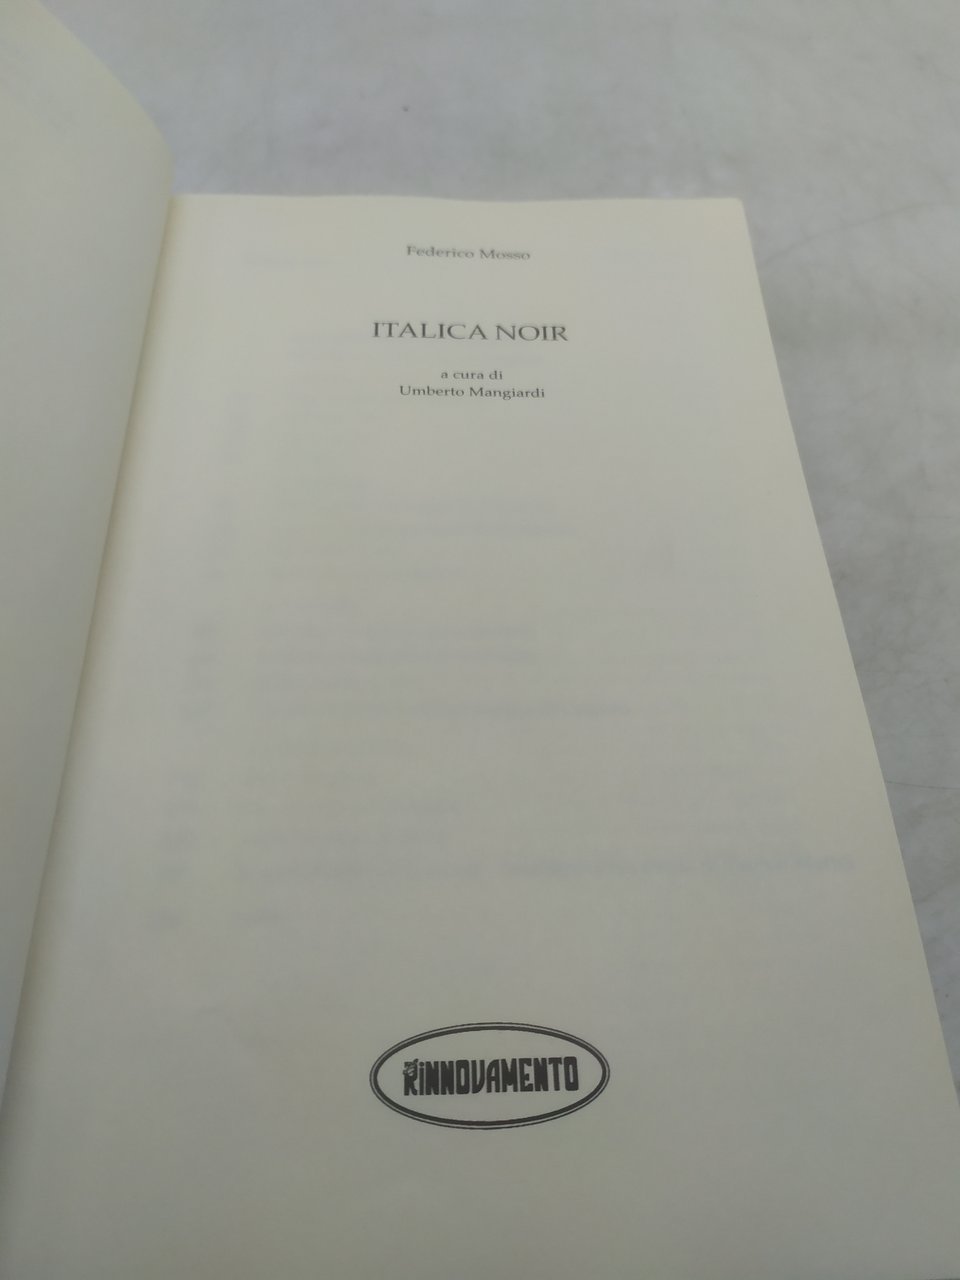 Federico Mosso
ITALICA NOIR
a cura di
Umberto Mangiardi
RiNNOVAMENTO